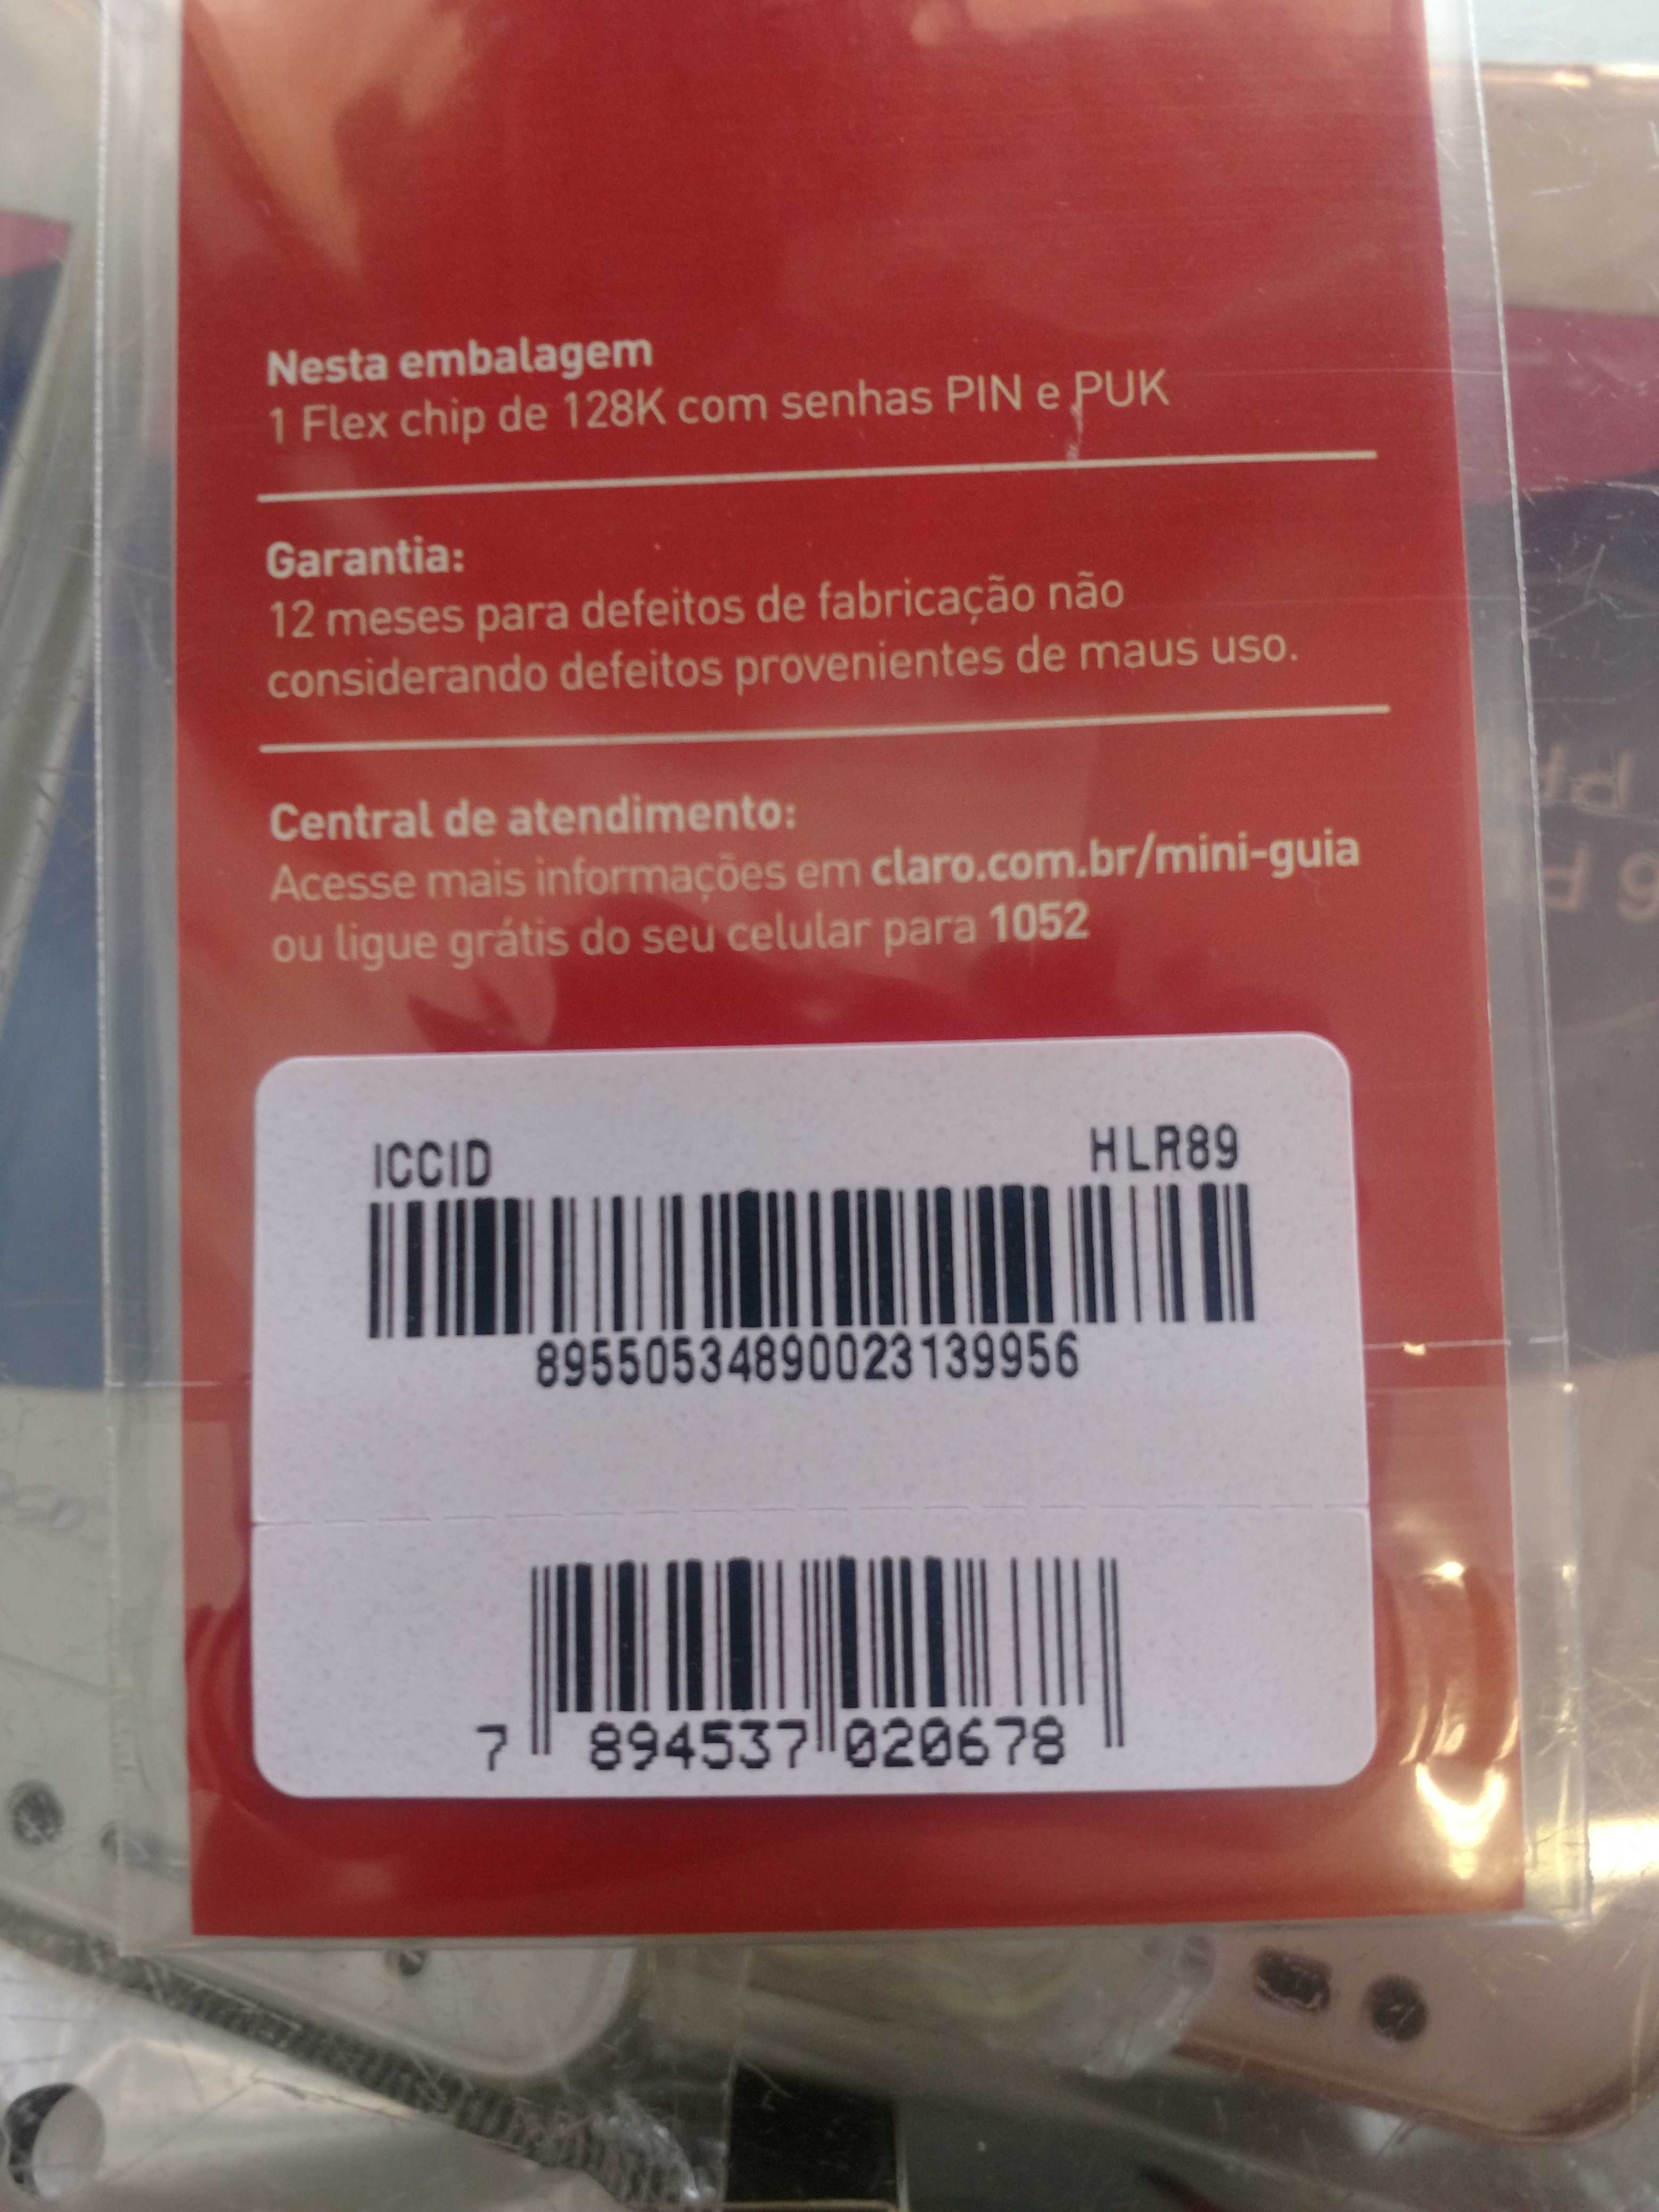 Nesta embalagem
1 Flex chip de 128K com senhas PIN e PUK
Garantia:
12 meses para defeitos de fabricação não
considerando defeitos provenientes de maus uso.
Central de atendimento:
Acesse mais informações em claro.com.br/mini-guia
ou ligue grátis do seu celular para 1052
ICCID HLR89
89550534890023139956
7 894537 020678